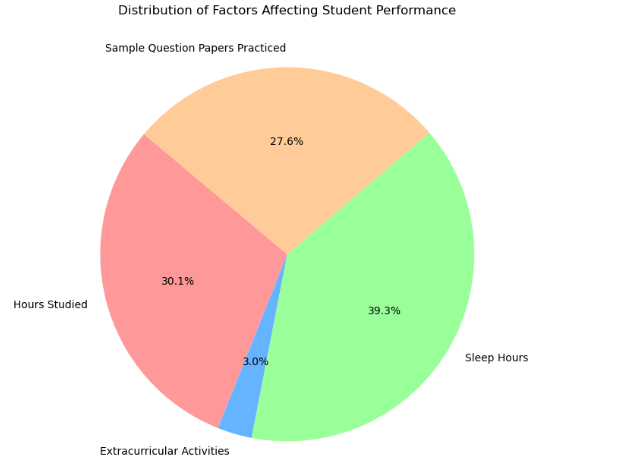 Distribution of Factors Affecting Student Performance
Sample Question Papers Practiced
27.6%
30.1%
Hours Studied
39.3%
Sleep Hours
3.0%
Extracurricular Activities